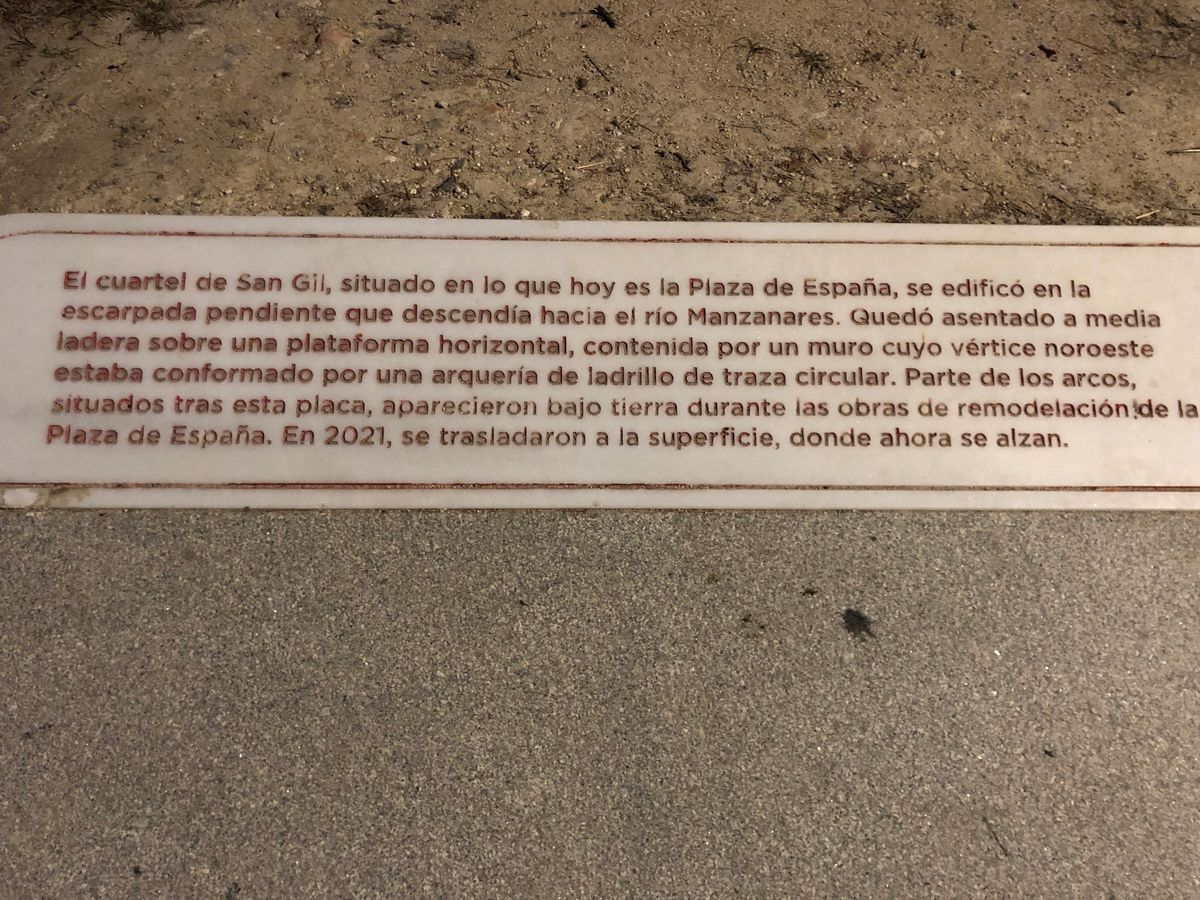 El cuartel de San Gil, situado en lo que hoy es la Plaza de España, se edificó en la
escarpada pendiente que descendía hacia el río Manzanares. Quedó asentado a media
ladera sobre una plataforma horizontal, contenida por un muro cuyo vértice noroeste
estaba conformado por una arquería de ladrillo de traza circular. Parte de los arcos,
situados tras esta placa, aparecieron bajo tierra durante las obras de remodelación de la
Plaza de España. En 2021, se trasladaron a la superficie, donde ahora se alzan.